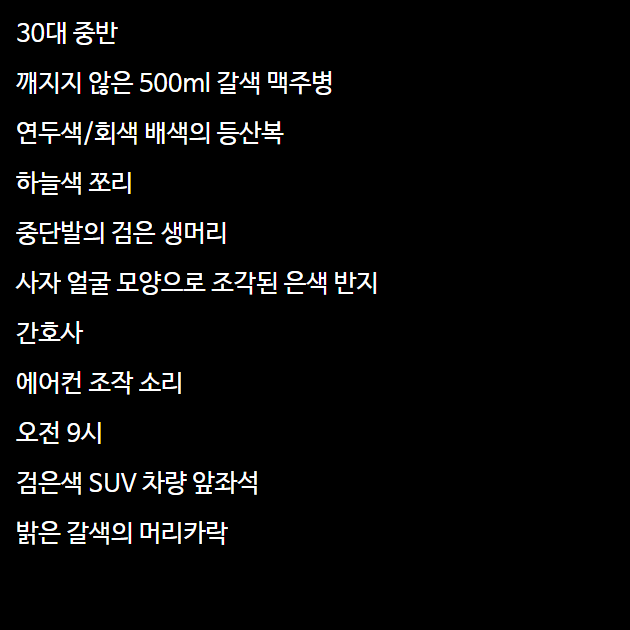 30대 중반
깨지지 않은 500ml 갈색 맥주병
연두색/회색 배색의 등산복
하늘색 쪼리
중단발의 검은 생머리
사자 얼굴 모양으로 조각된 은색 반지
간호사
에어컨 조작 소리
오전 9시
검은색 SUV 차량 앞좌석
밝은 갈색의 머리카락